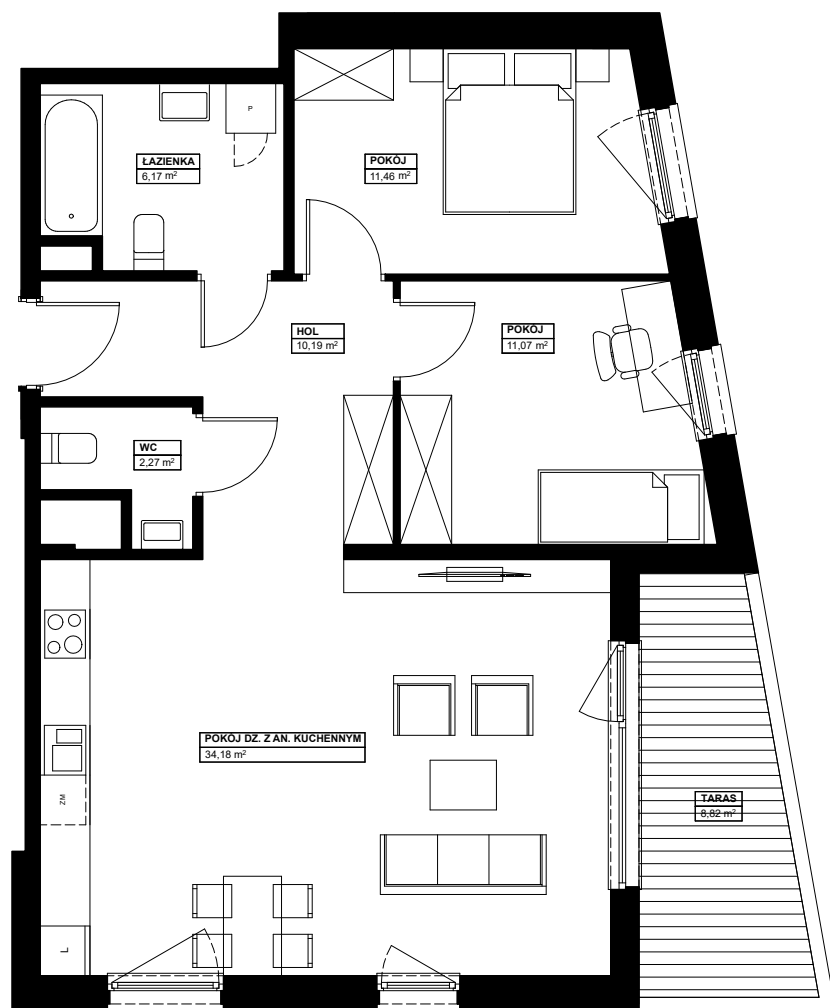 P
ŁAZIENKA
6,17 m²
POKÓJ
11,46 m²
HOL
10,19 m²
POKÓJ
11,07 m²
WC
2,27 m²
POKÓJ DZ. Z AN. KUCHENNYM
34,18 m²
ZM
TARAS
8,82 m²
L